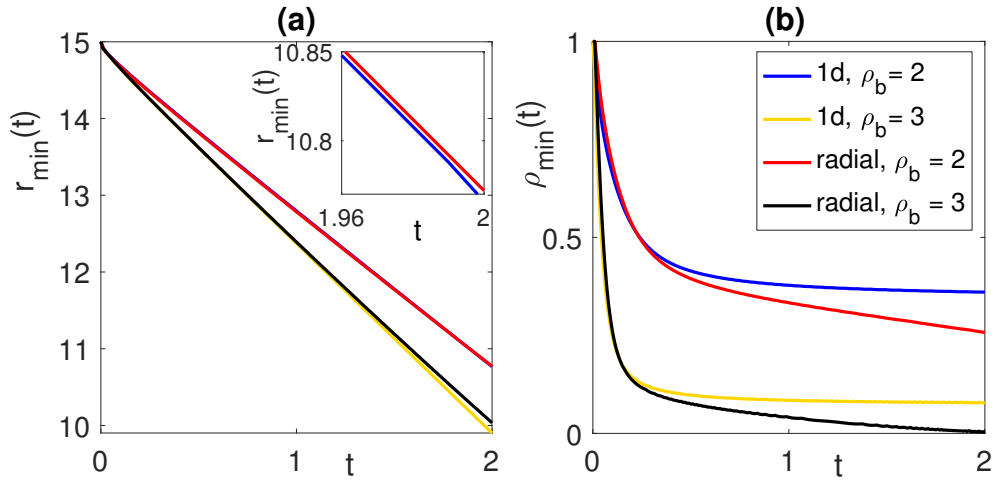 (a)
r_min(t)
15
14
13
12
11
10
0
1
2
t
r_min(t)
10.85
10.8
1.96
2
t
(b)
ρ_min(t)
1
0.5
0
0
1
2
t
1d, ρ_b = 2
1d, ρ_b = 3
radial, ρ_b = 2
radial, ρ_b = 3